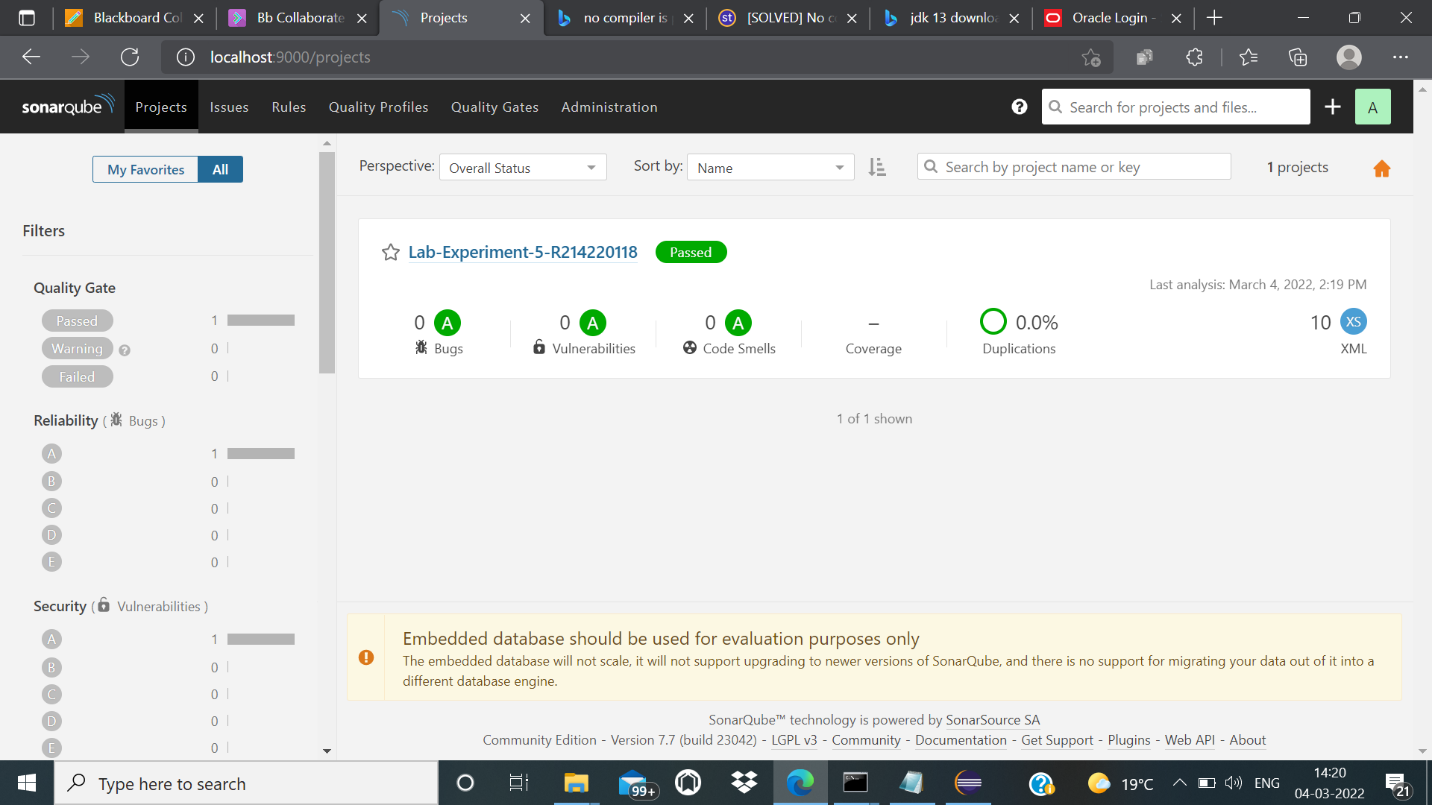 Blackboard Col
Bb Collaborate
Projects
no compiler is p
st
[SOLVED] No c
jdk 13 downloa
Oracle Login -
localhost:9000/projects
sonarqube
Projects
Issues
Rules
Quality Profiles
Quality Gates
Administration
?
Search for projects and files...
A
My Favorites
All
Perspective:
Overall Status
Sort by:
Name
Search by project name or key
1 projects
Filters
Quality Gate
Passed 1
Warning ? 0
Failed 0
Reliability ( Bugs )
A 1
B 0
C 0
D 0
E 0
Security ( Vulnerabilities )
A 1
B 0
C 0
D 0
E 0
Lab-Experiment-5-R214220118
Passed
Last analysis: March 4, 2022, 2:19 PM
0 A
Bugs
0 A
Vulnerabilities
0 A
Code Smells
–
Coverage
0.0%
Duplications
10 XS
XML
1 of 1 shown
Embedded database should be used for evaluation purposes only
The embedded database will not scale, it will not support upgrading to newer versions of SonarQube, and there is no support for migrating your data out of it into a
different database engine.
SonarQube™ technology is powered by SonarSource SA
Community Edition - Version 7.7 (build 23042) - LGPL v3 - Community - Documentation - Get Support - Plugins - Web API - About
Type here to search
99+
19°C
ENG
14:20
04-03-2022
21